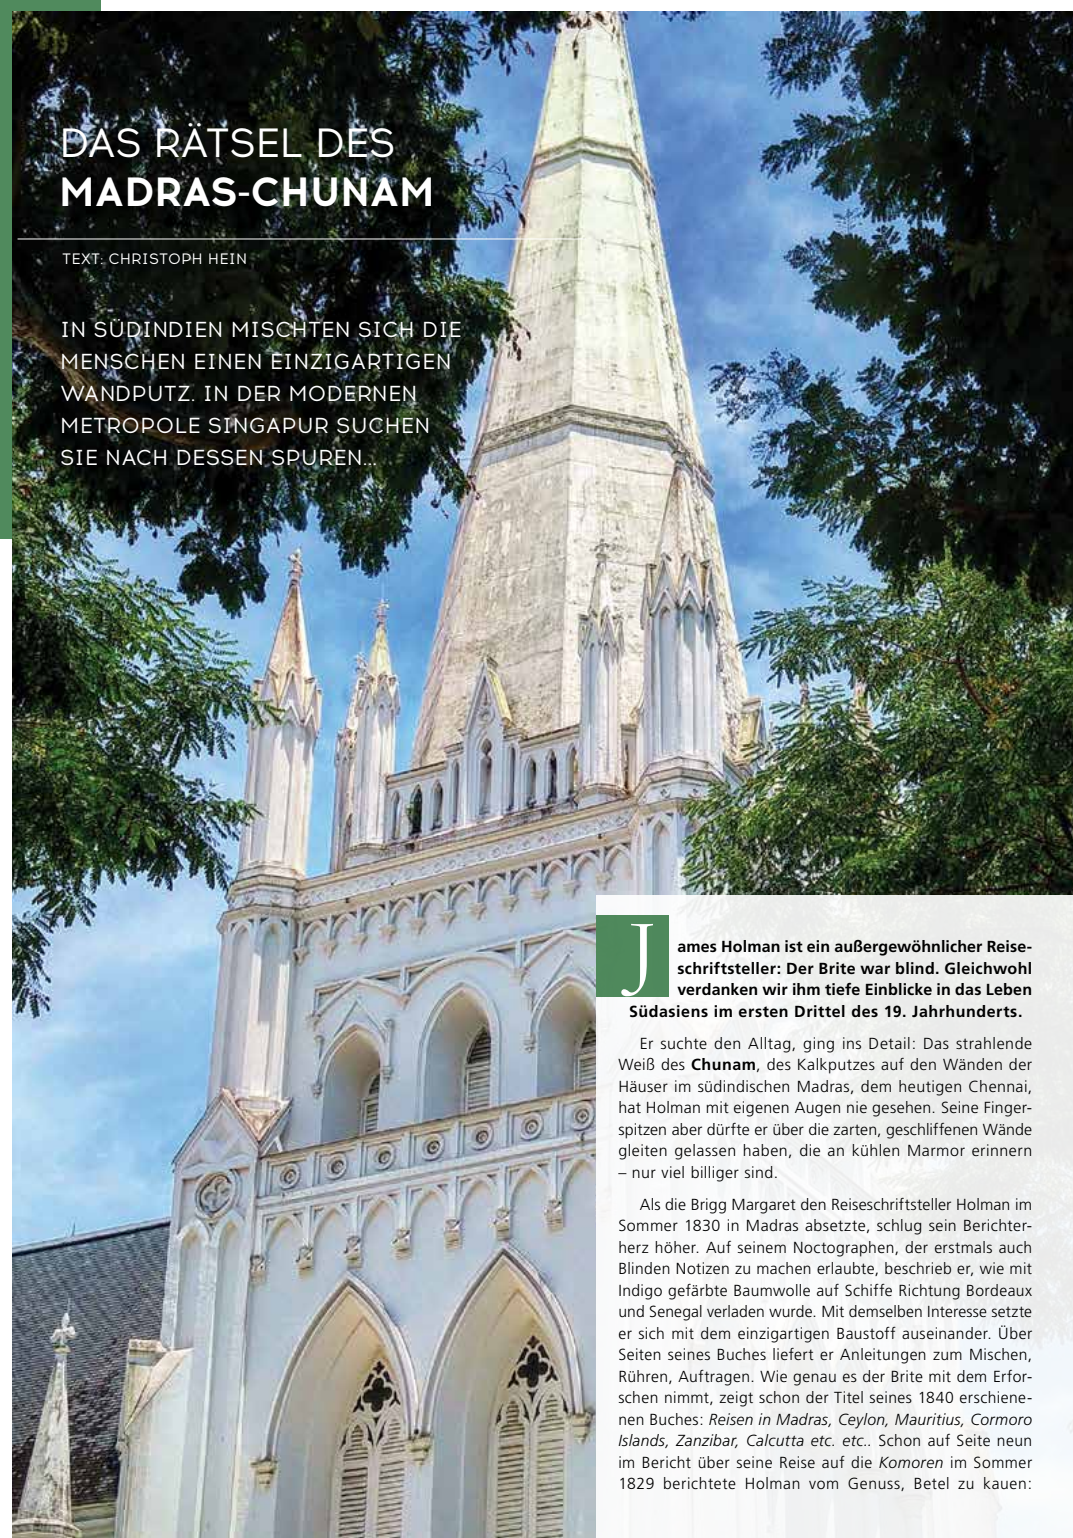 DAS RÄTSEL DES
MADRAS-CHUNAM
TEXT: CHRISTOPH HEIN
IN SÜDINDIEN MISCHTEN SICH DIE
MENSCHEN EINEN EINZIGARTIGEN
WANDPUTZ. IN DER MODERNEN
METROPOLE SINGAPUR SUCHEN
SIE NACH DESSEN SPUREN...
James Holman ist ein außergewöhnlicher Reise-
schriftsteller: Der Brite war blind. Gleichwohl
verdanken wir ihm tiefe Einblicke in das Leben
Südasiens im ersten Drittel des 19. Jahrhunderts.
Er suchte den Alltag, ging ins Detail: Das strahlende
Weiß des Chunam, des Kalkputzes auf den Wänden der
Häuser im südindischen Madras, dem heutigen Chennai,
hat Holman mit eigenen Augen nie gesehen. Seine Finger-
spitzen aber dürfte er über die zarten, geschliffenen Wände
gleiten gelassen haben, die an kühlen Marmor erinnern
– nur viel billiger sind.
Als die Brigg Margaret den Reiseschriftsteller Holman im
Sommer 1830 in Madras absetzte, schlug sein Berichter-
herz höher. Auf seinem Noctographen, der erstmals auch
Blinden Notizen zu machen erlaubte, beschrieb er, wie mit
Indigo gefärbte Baumwolle auf Schiffe Richtung Bordeaux
und Senegal verladen wurde. Mit demselben Interesse setzte
er sich mit dem einzigartigen Baustoff auseinander. Über
Seiten seines Buches liefert er Anleitungen zum Mischen,
Rühren, Auftragen. Wie genau es der Brite mit dem Erfor-
schen nimmt, zeigt schon der Titel seines 1840 erschiene-
nen Buches: Reisen in Madras, Ceylon, Mauritius, Cormoro
Islands, Zanzibar, Calcutta etc. etc.. Schon auf Seite neun
im Bericht über seine Reise auf die Komoren im Sommer
1829 berichtete Holman vom Genuss, Betel zu kauen: